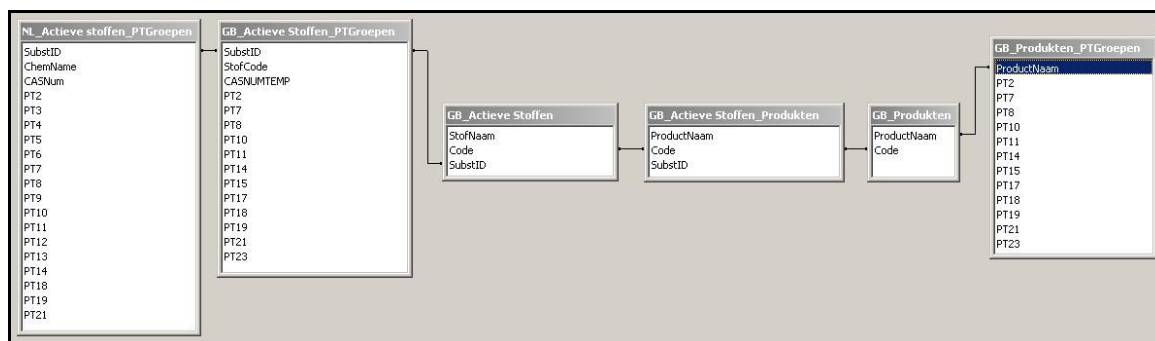 NL_Actieve stoffen_PTGroepen
SubstID
ChemName
CASNum
PT2
PT3
PT4
PT5
PT6
PT7
PT8
PT9
PT10
PT11
PT12
PT13
PT14
PT18
PT19
PT21
GB_Actieve Stoffen_PTGroepen
SubstID
StofCode
CASNUMTEMP
PT2
PT7
PT8
PT10
PT11
PT14
PT15
PT17
PT18
PT19
PT21
PT23
GB_Actieve Stoffen
StofNaam
Code
SubstID
GB_Actieve Stoffen_Produkten
ProductNaam
Code
SubstID
GB_Produkten
ProductNaam
Code
GB_Produkten_PTGroepen
ProductNaam
PT2
PT7
PT8
PT10
PT11
PT14
PT15
PT17
PT18
PT19
PT21
PT23